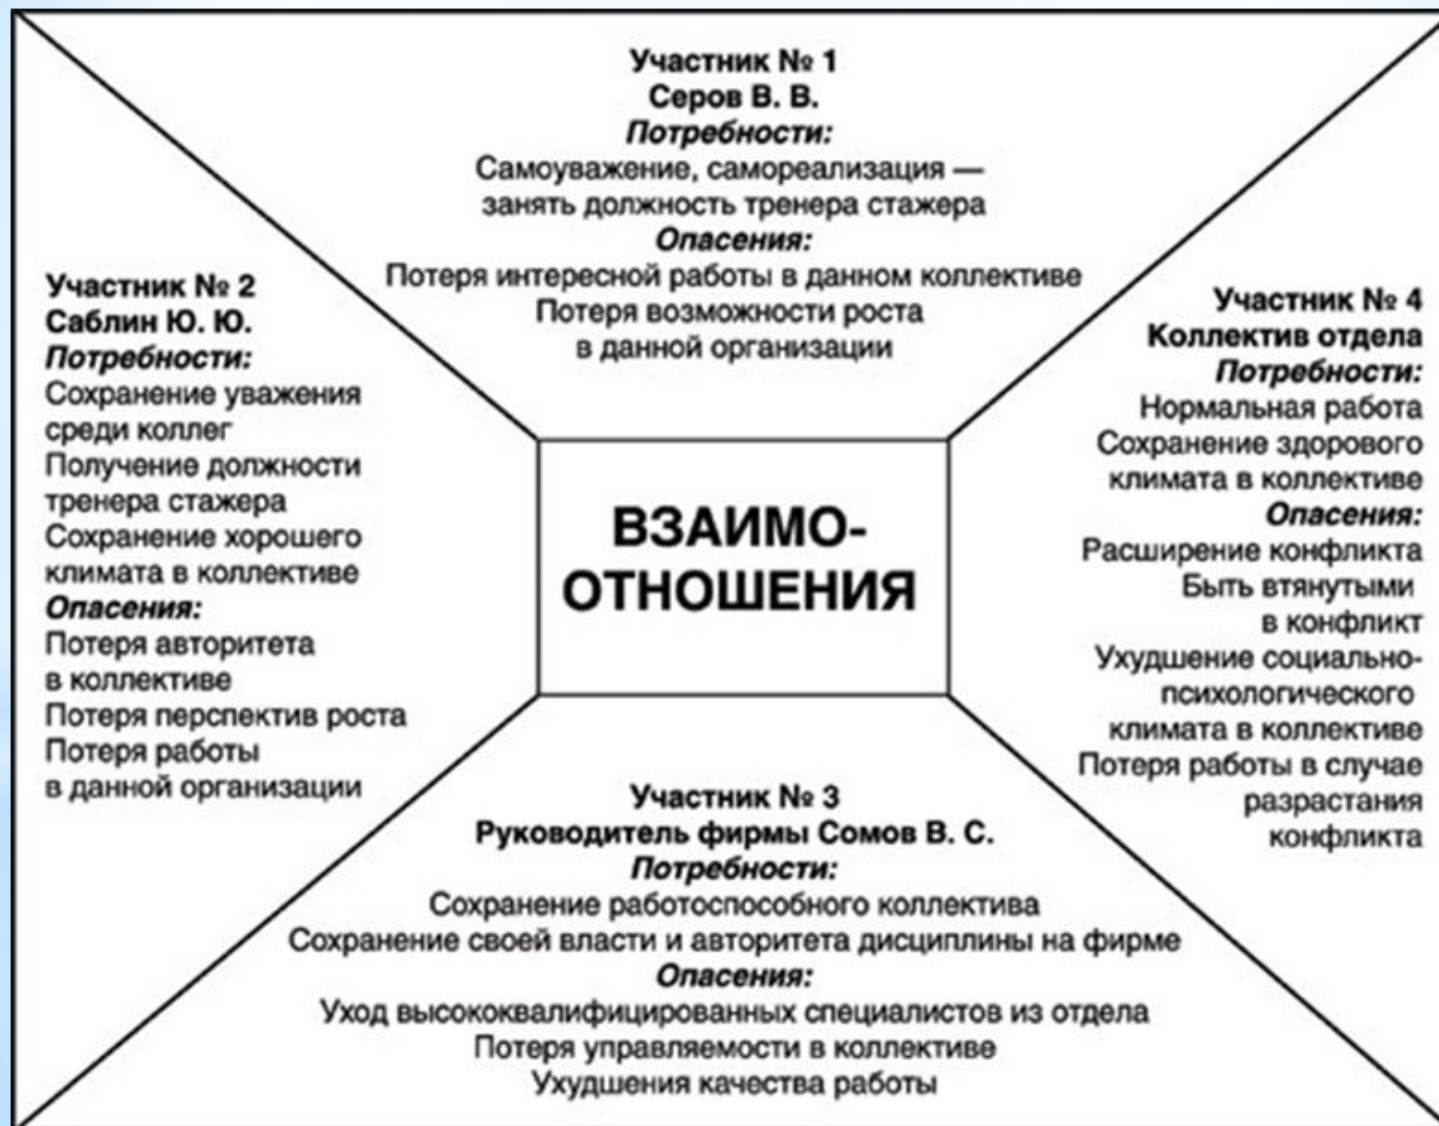 Участник № 1
Серов В. В.
Потребности:
Самоуважение, самореализация —
занять должность тренера стажера
Опасения:
Потеря интересной работы в данном коллективе
Потеря возможности роста
в данной организации
Участник № 2
Саблин Ю. Ю.
Потребности:
Сохранение уважения
среди коллег
Получение должности
тренера стажера
Сохранение хорошего
климата в коллективе
Опасения:
Потеря авторитета
в коллективе
Потеря перспектив роста
Потеря работы
в данной организации
ВЗАИМО-
ОТНОШЕНИЯ
Участник № 4
Коллектив отдела
Потребности:
Нормальная работа
Сохранение здорового
климата в коллективе
Опасения:
Расширение конфликта
Быть втянутыми
в конфликт
Ухудшение социально-
психологического
климата в коллективе
Потеря работы в случае
разрастания
конфликта
Участник № 3
Руководитель фирмы Сомов В. С.
Потребности:
Сохранение работоспособного коллектива
Сохранение своей власти и авторитета дисциплины на фирме
Опасения:
Уход высококвалифицированных специалистов из отдела
Потеря управляемости в коллективе
Ухудшения качества работы